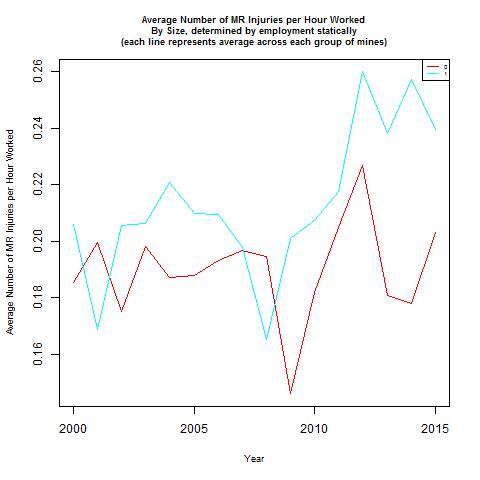 Average Number of MR Injuries per Hour Worked
By Size, determined by employment statically
(each line represents average across each group of mines)
0
1
Average Number of MR Injuries per Hour Worked
0.26
0.24
0.22
0.20
0.18
0.16
2000 2005 2010 2015
Year